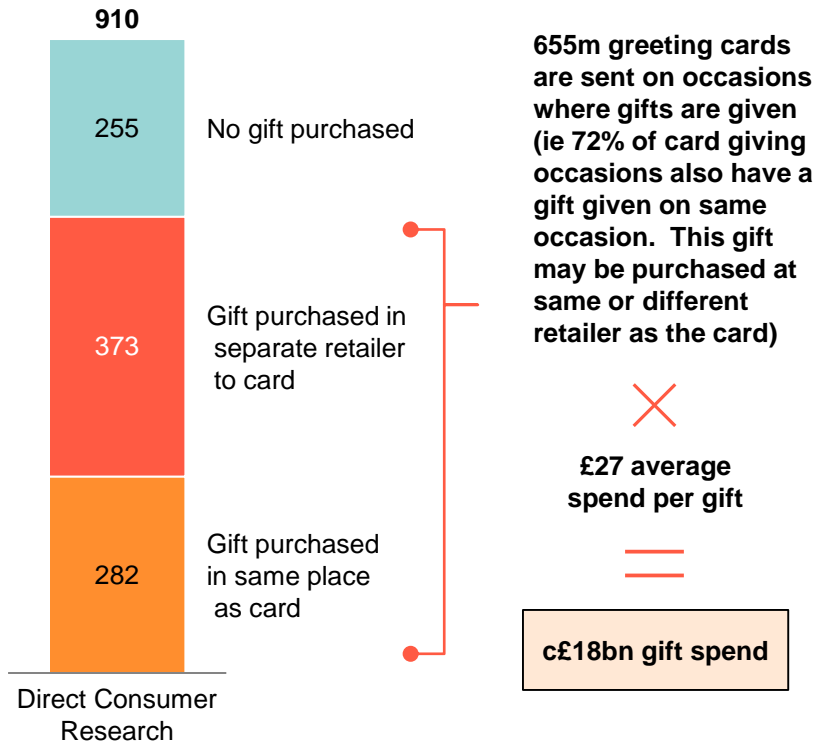 910
255
No gift purchased
373
Gift purchased in
separate retailer
to card
282
Gift purchased
in same place
as card
Direct Consumer
Research
655m greeting cards
are sent on occasions
where gifts are given
(ie 72% of card giving
occasions also have a
gift given on same
occasion. This gift
may be purchased at
same or different
retailer as the card)
£27 average
spend per gift
c£18bn gift spend